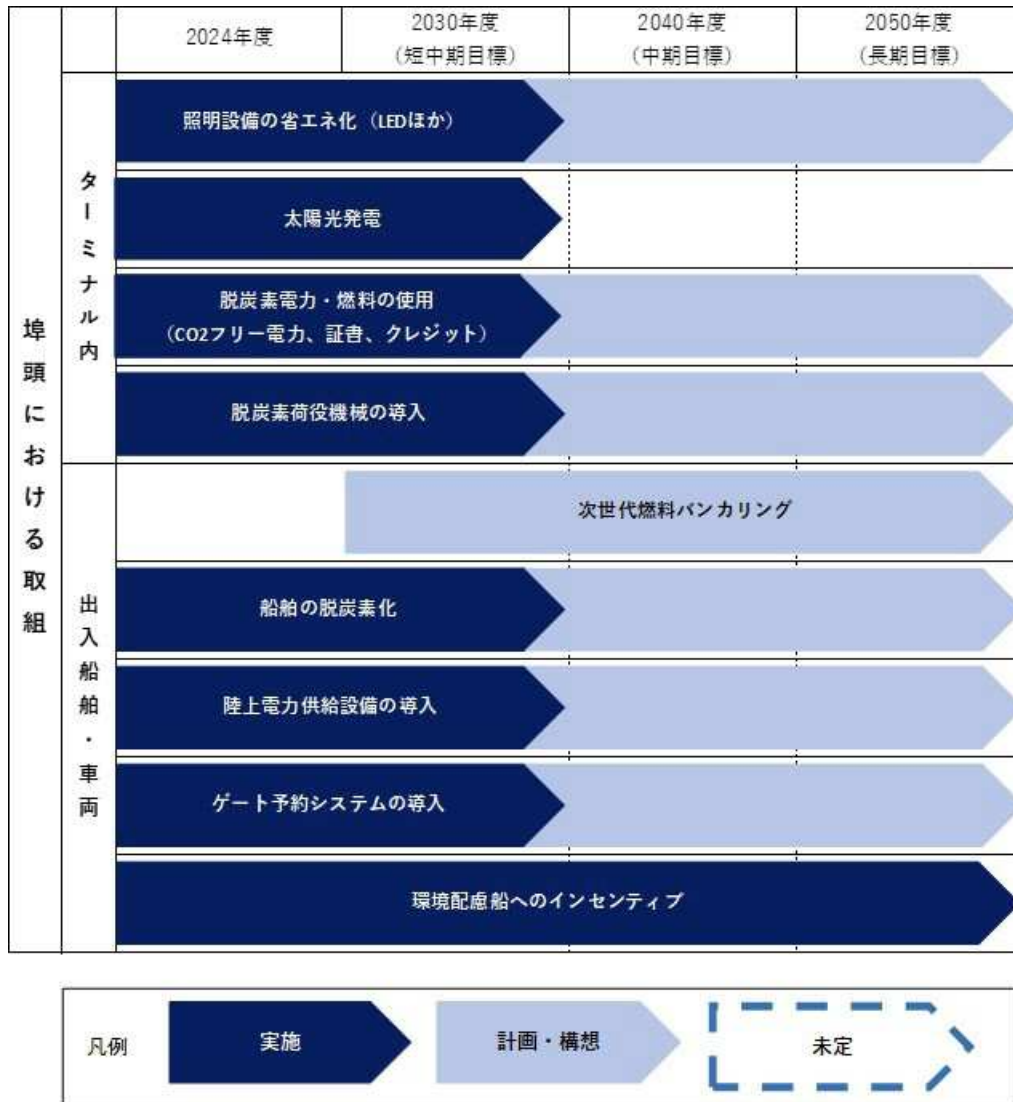 2024年度
2030年度
(短中期目標)
2040年度
(中期目標)
2050年度
(長期目標)
埠頭における取組
ターミナル内
照明設備の省エネ化（LEDほか）
太陽光発電
脱炭素電力・燃料の使用
（CO2フリー電力、証書、クレジット）
脱炭素荷役機械の導入
出入船舶・車両
次世代燃料バンカリング
船舶の脱炭素化
陸上電力供給設備の導入
ゲート予約システムの導入
環境配慮船へのインセンティブ
凡例
実施
計画・構想
未定